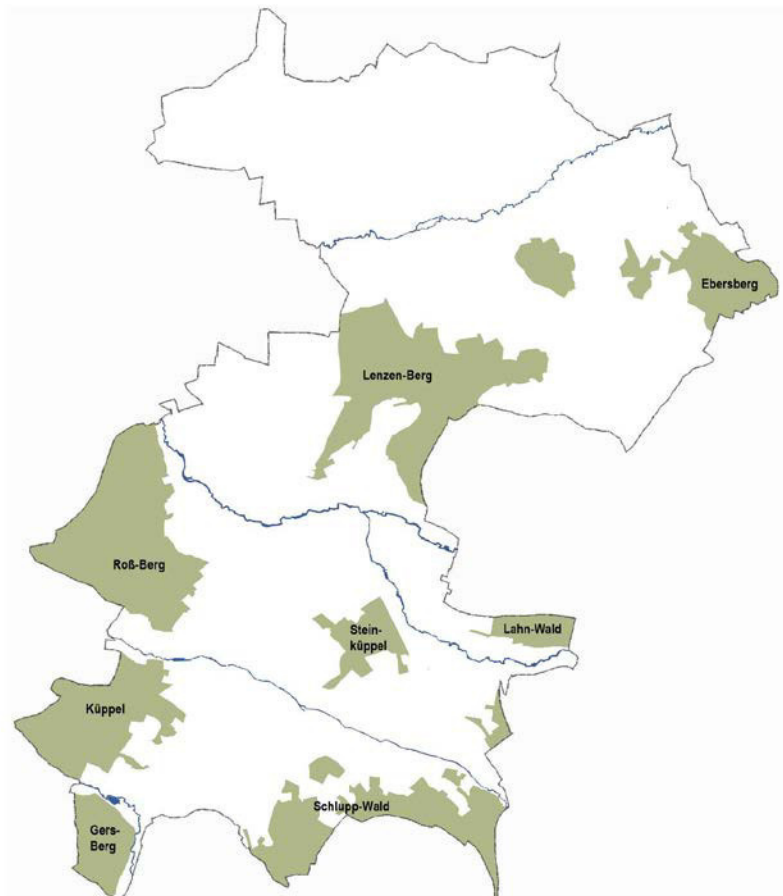 Ebersberg
Lenzen-Berg
Roß-Berg
Stein-
küppel
Lahn-Wald
Küppel
Schlupp-Wald
Gers-
Berg